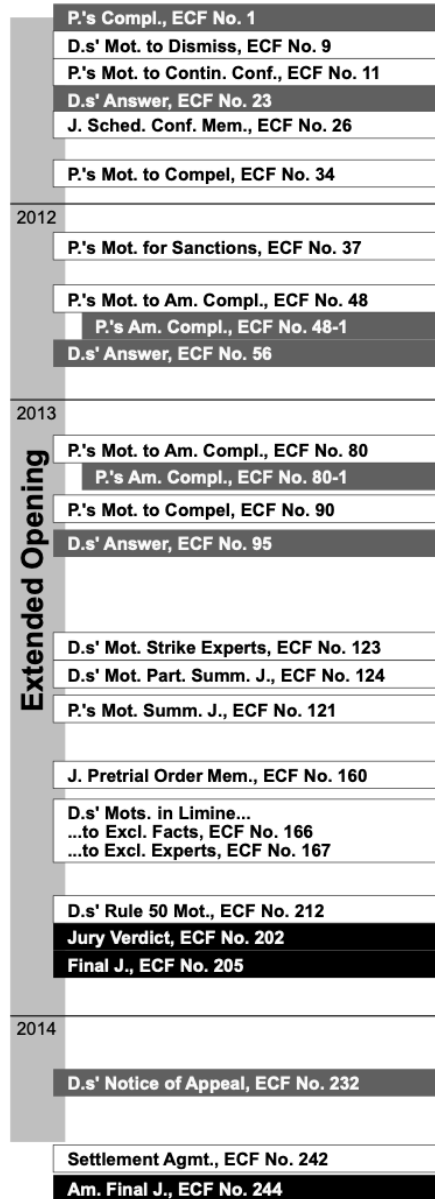 P.'s Compl., ECF No. 1
D.s' Mot. to Dismiss, ECF No. 9
P.'s Mot. to Contin. Conf., ECF No. 11
D.s' Answer, ECF No. 23
J. Sched. Conf. Mem., ECF No. 26
P.'s Mot. to Compel, ECF No. 34
2012
P.'s Mot. for Sanctions, ECF No. 37
P.'s Mot. to Am. Compl., ECF No. 48
P.'s Am. Compl., ECF No. 48-1
D.s' Answer, ECF No. 56
2013
Extended Opening
P.'s Mot. to Am. Compl., ECF No. 80
P.'s Am. Compl., ECF No. 80-1
P.'s Mot. to Compel, ECF No. 90
D.s' Answer, ECF No. 95
D.s' Mot. Strike Experts, ECF No. 123
D.s' Mot. Part. Summ. J., ECF No. 124
P.'s Mot. Summ. J., ECF No. 121
J. Pretrial Order Mem., ECF No. 160
D.s' Mots. in Limine...
...to Excl. Facts, ECF No. 166
...to Excl. Experts, ECF No. 167
D.s' Rule 50 Mot., ECF No. 212
Jury Verdict, ECF No. 202
Final J., ECF No. 205
2014
D.s' Notice of Appeal, ECF No. 232
Settlement Agmt., ECF No. 242
Am. Final J., ECF No. 244